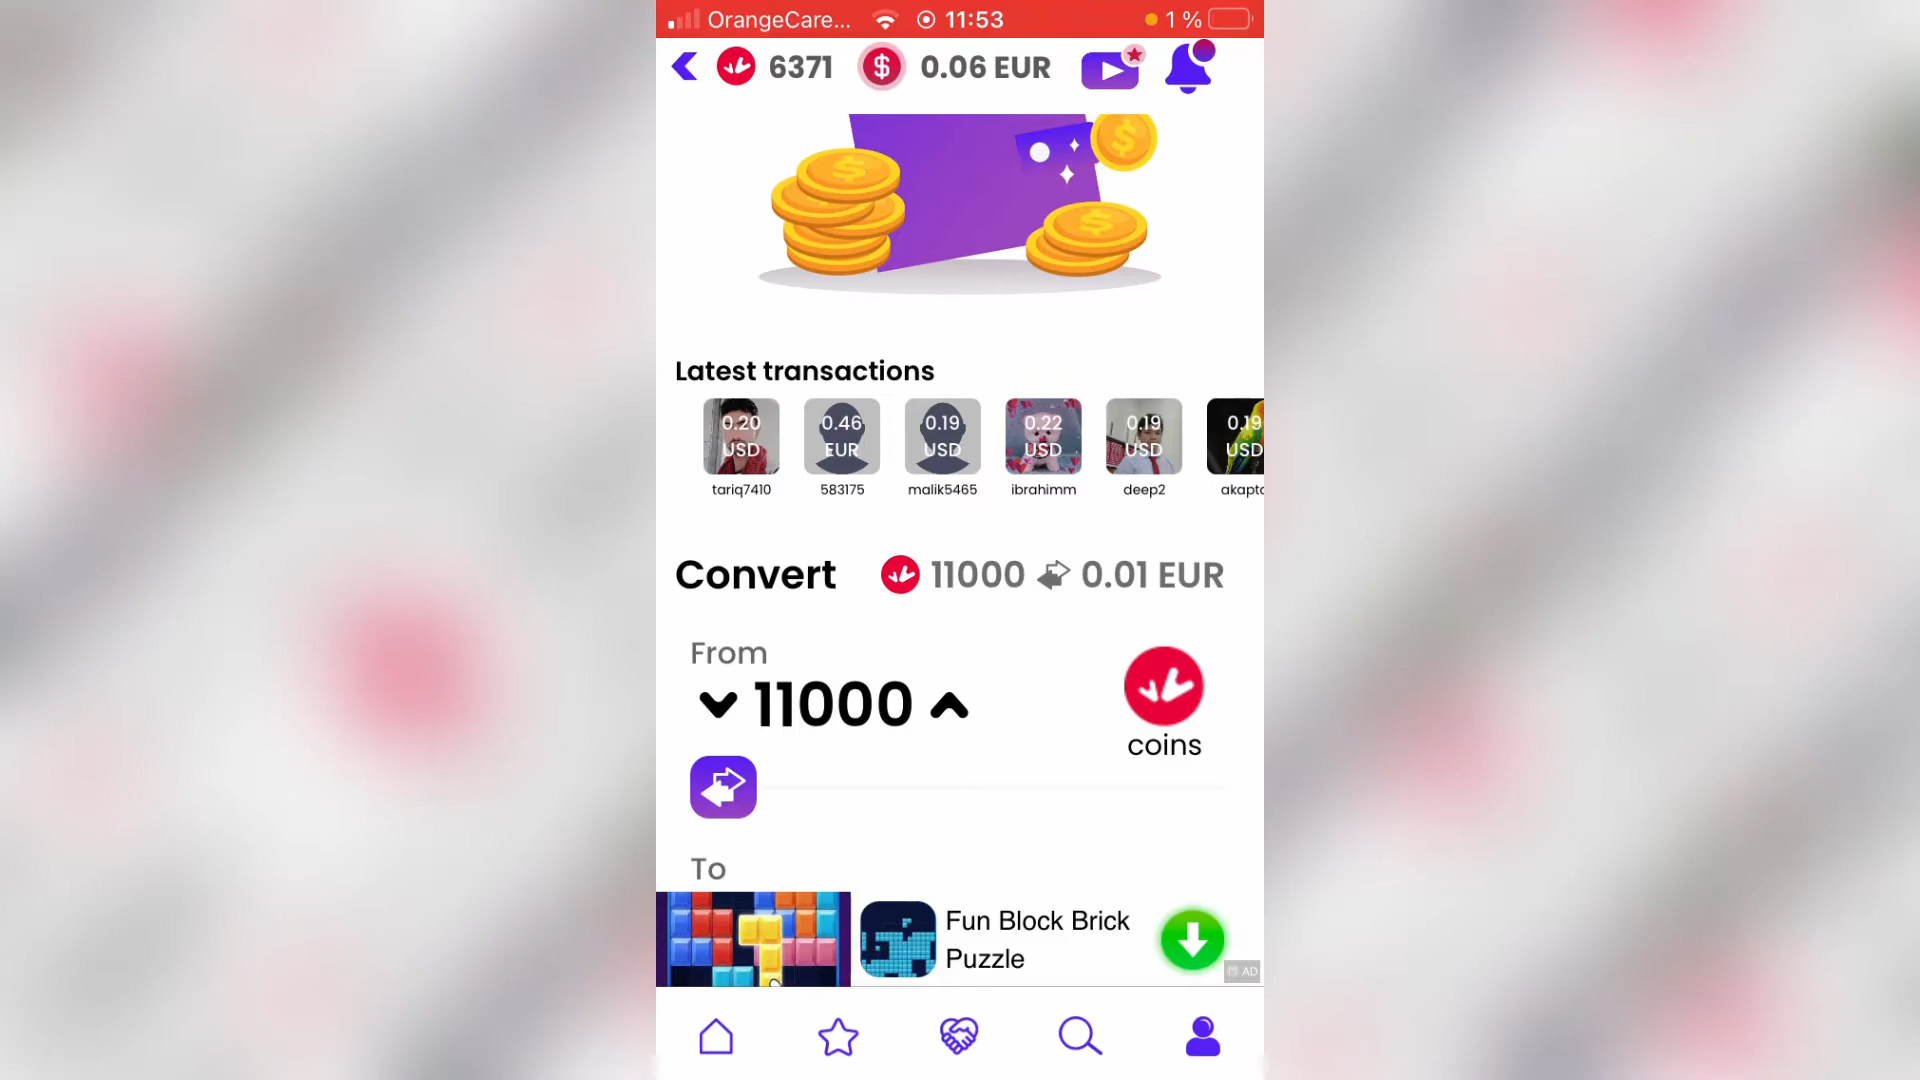 OrangeCare... 11:53 1 %
6371 $ 0.06 EUR
Latest transactions
0.20 0.46 0.19 0.22 0.19 0.19
USD EUR USD USD USD USD
tariq7410 583175 malik5465 ibrahimm deep2 akapto
Convert 11000 0.01 EUR
From
11000
coins
To
Fun Block Brick
Puzzle
AD